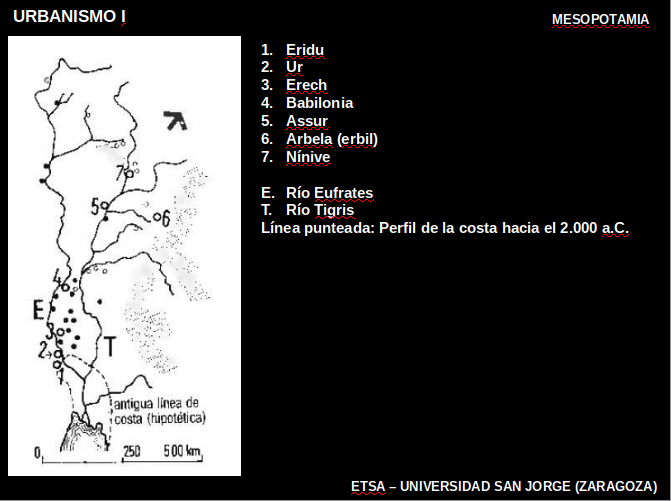 URBANISMO I
MESOPOTAMIA
1. Eridu
2. Ur
3. Erech
4. Babilonia
5. Assur
6. Arbela (erbil)
7. Nínive
E. Río Eufrates
T. Río Tigris
Línea punteada: Perfil de la costa hacia el 2.000 a.C.
7
5
6
4
E
3
2
T
1
antigua línea de
costa (hipotética)
0 250 500 km
ETSA – UNIVERSIDAD SAN JORGE (ZARAGOZA)